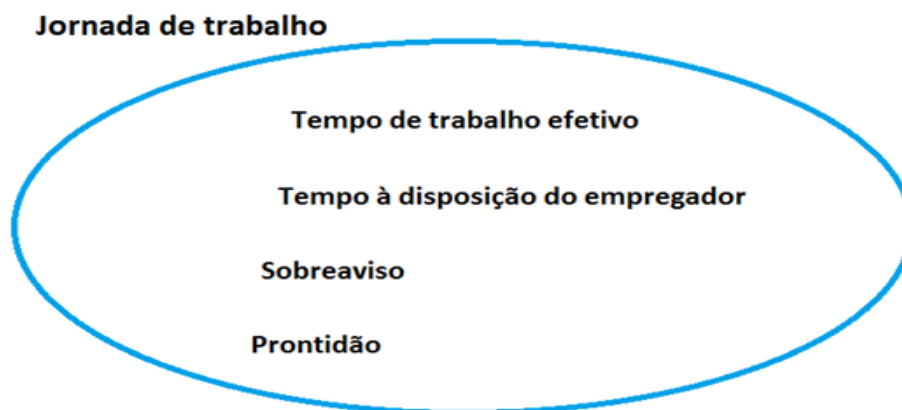 Jornada de trabalho
Tempo de trabalho efetivo
Tempo à disposição do empregador
Sobreaviso
Prontidão